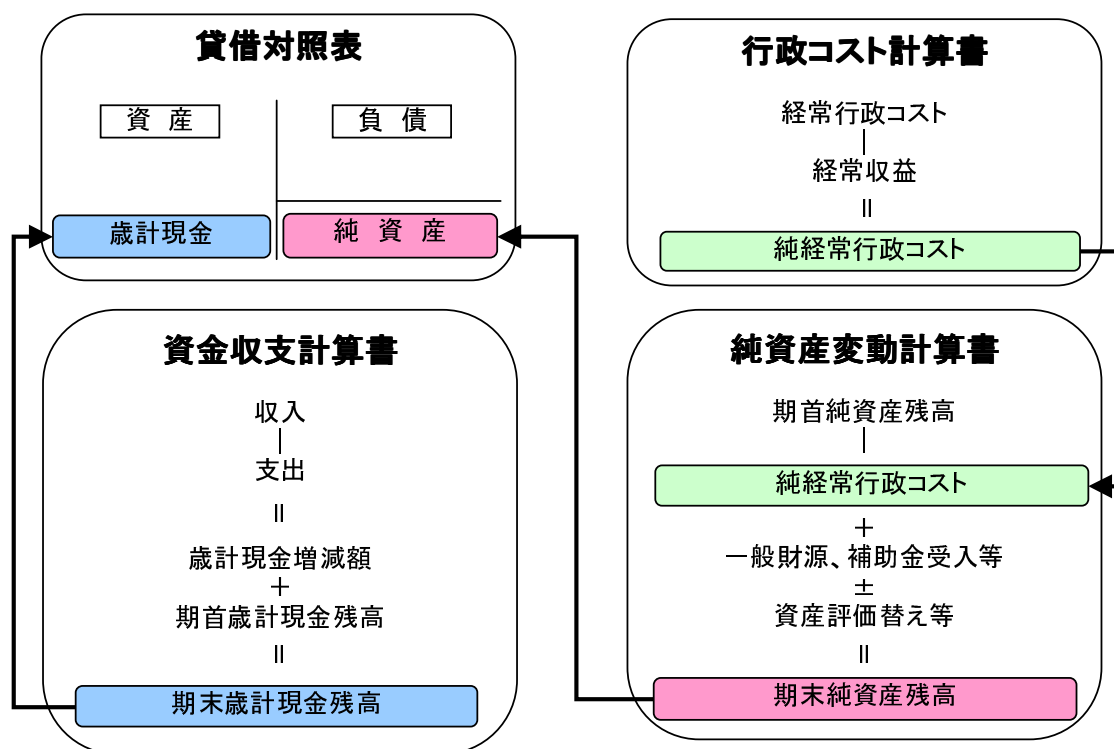 貸借対照表
資 産
負 債
歳計現金
純 資 産
行政コスト計算書
経常行政コスト
|
経常収益
||
純経常行政コスト
資金収支計算書
収入
|
支出
||
歳計現金増減額
+
期首歳計現金残高
||
期末歳計現金残高
純資産変動計算書
期首純資産残高
|
純経常行政コスト
+
一般財源、補助金受入等
±
資産評価替え等
||
期末純資産残高